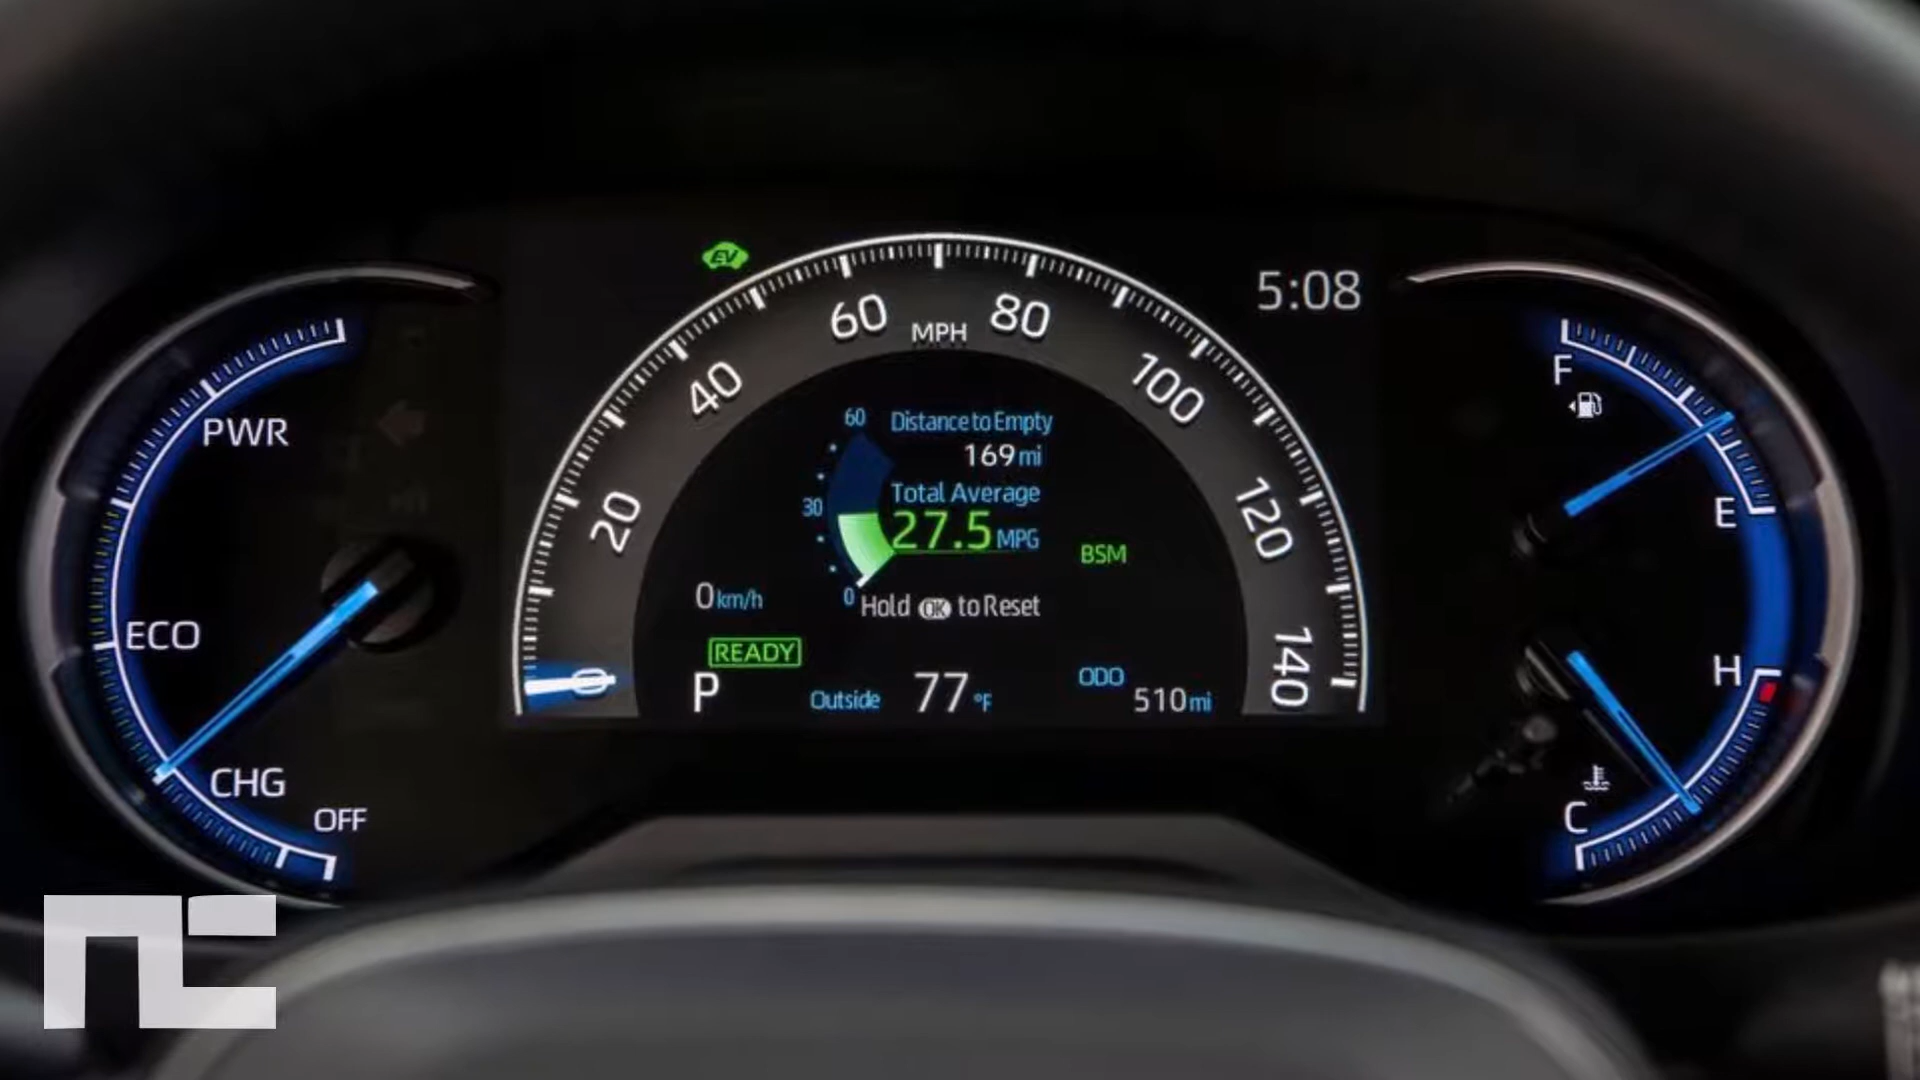 EV
5:08
60
MPH
80
40
100
20
120
0
140
PWR
ECO
CHG
OFF
60
Distance to Empty
169 mi
Total Average
30
27.5 MPG
BSM
0 km/h
0
Hold OK to Reset
READY
P
Outside 77 °F
ODO
510 mi
F
E
H
C